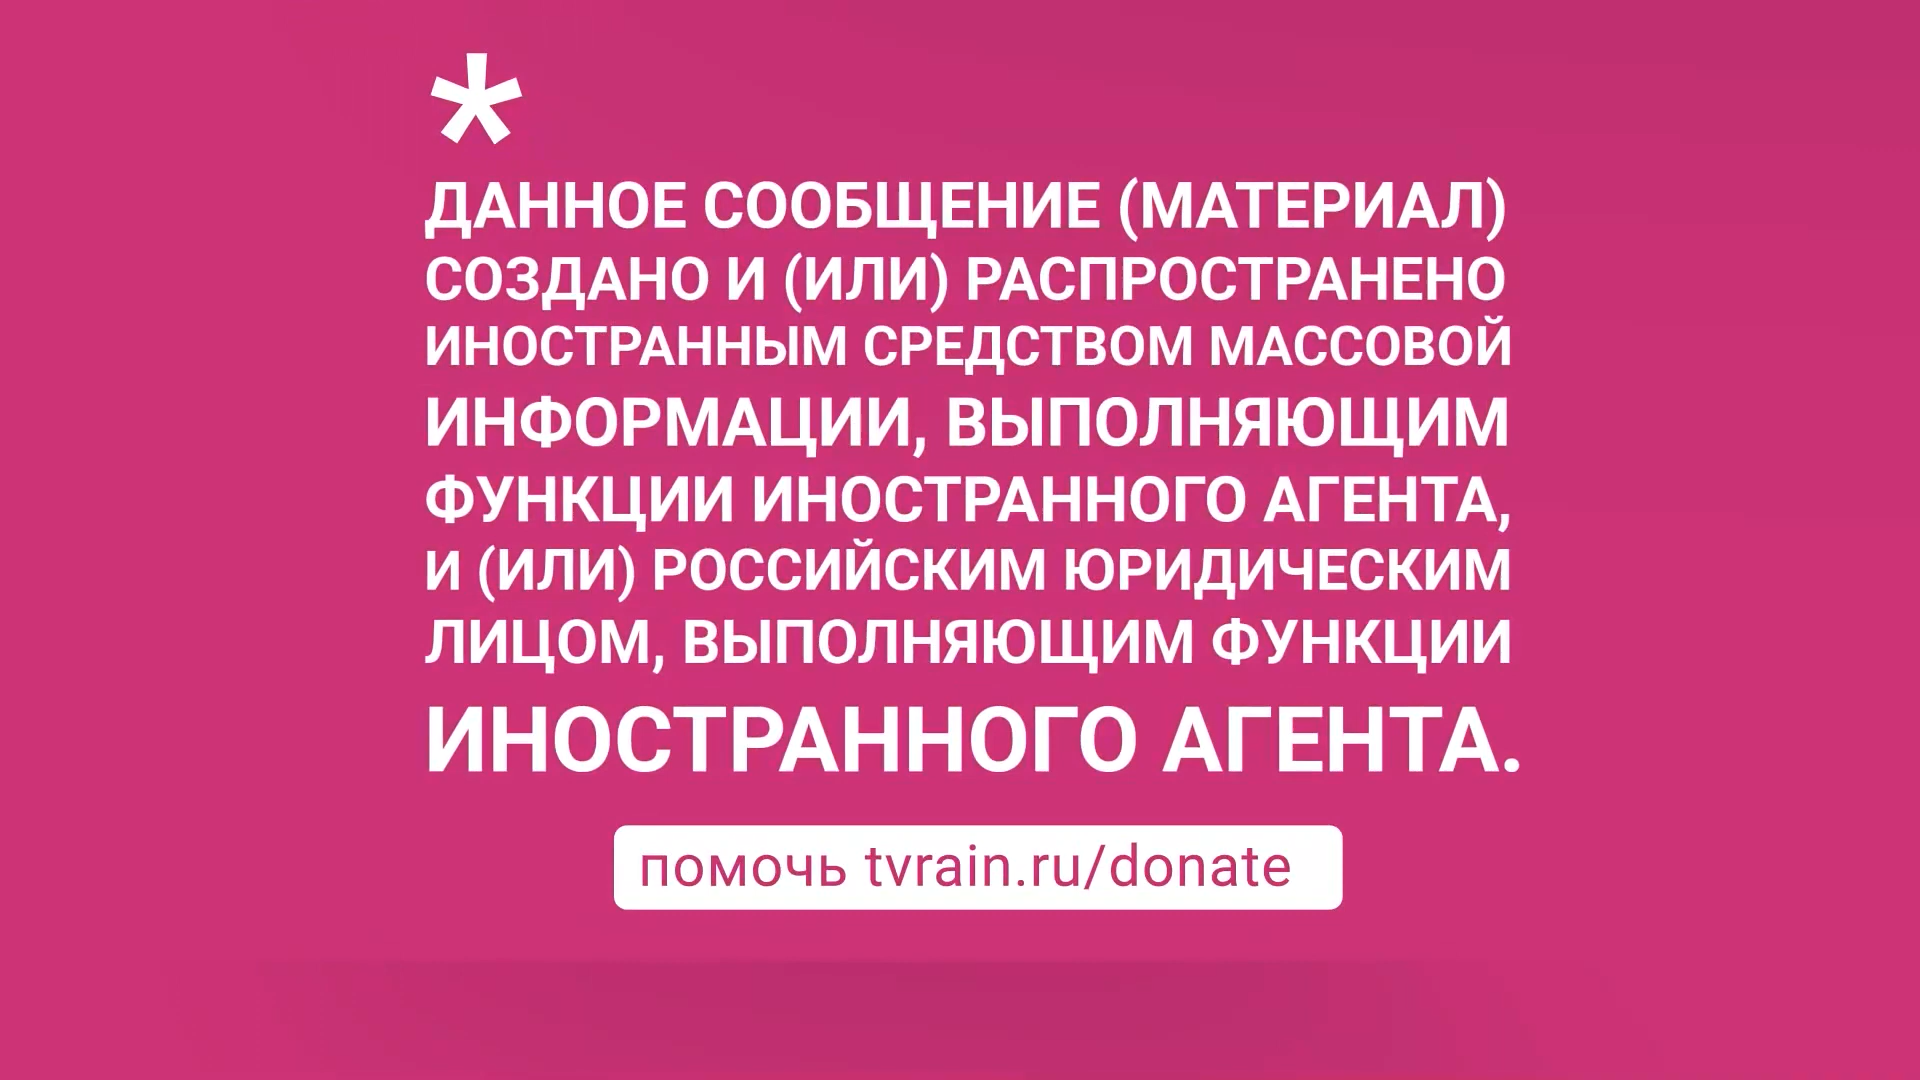 *
ДАННОЕ СООБЩЕНИЕ (МАТЕРИАЛ)
СОЗДАНО И (ИЛИ) РАСПРОСТРАНЕНО
ИНОСТРАННЫМ СРЕДСТВОМ МАССОВОЙ
ИНФОРМАЦИИ, ВЫПОЛНЯЮЩИМ
ФУНКЦИИ ИНОСТРАННОГО АГЕНТА,
И (ИЛИ) РОССИЙСКИМ ЮРИДИЧЕСКИМ
ЛИЦОМ, ВЫПОЛНЯЮЩИМ ФУНКЦИИ
ИНОСТРАННОГО АГЕНТА.
помочь tvrain.ru/donate